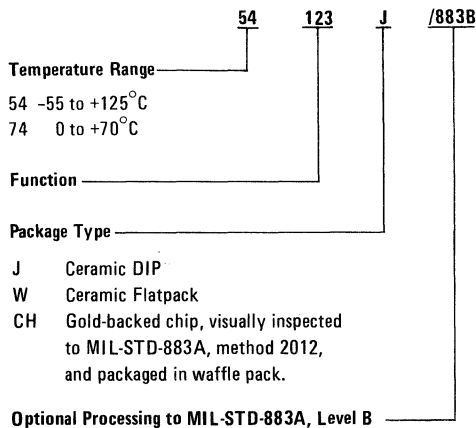 54 123 J /883B
Temperature Range
54 -55 to +125°C
74 0 to +70°C
Function
Package Type
J Ceramic DIP
W Ceramic Flatpack
CH Gold-backed chip, visually inspected
to MIL-STD-883A, method 2012,
and packaged in waffle pack.
Optional Processing to MIL-STD-883A, Level B